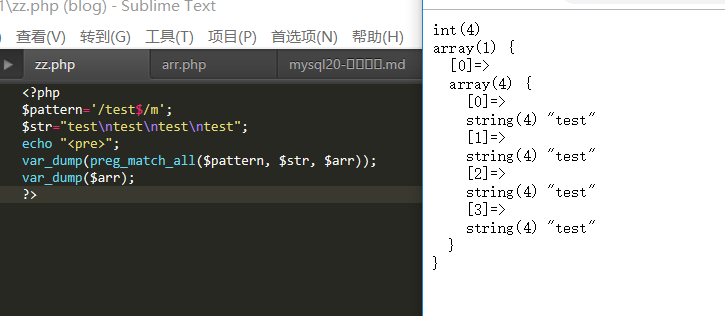 1\zz.php (blog) - Sublime Text
) 查看(V) 转到(G) 工具(T) 项目(P) 首选项(N) 帮助(H)
zz.php arr.php mysql20-▯▯▯▯.md
<?php
$pattern='/test$/m';
$str="test\ntest\ntest\ntest";
echo "<pre>";
var_dump(preg_match_all($pattern, $str, $arr));
var_dump($arr);
?>
int(4)
array(1) {
  [0]=>
  array(4) {
    [0]=>
    string(4) "test"
    [1]=>
    string(4) "test"
    [2]=>
    string(4) "test"
    [3]=>
    string(4) "test"
  }
}